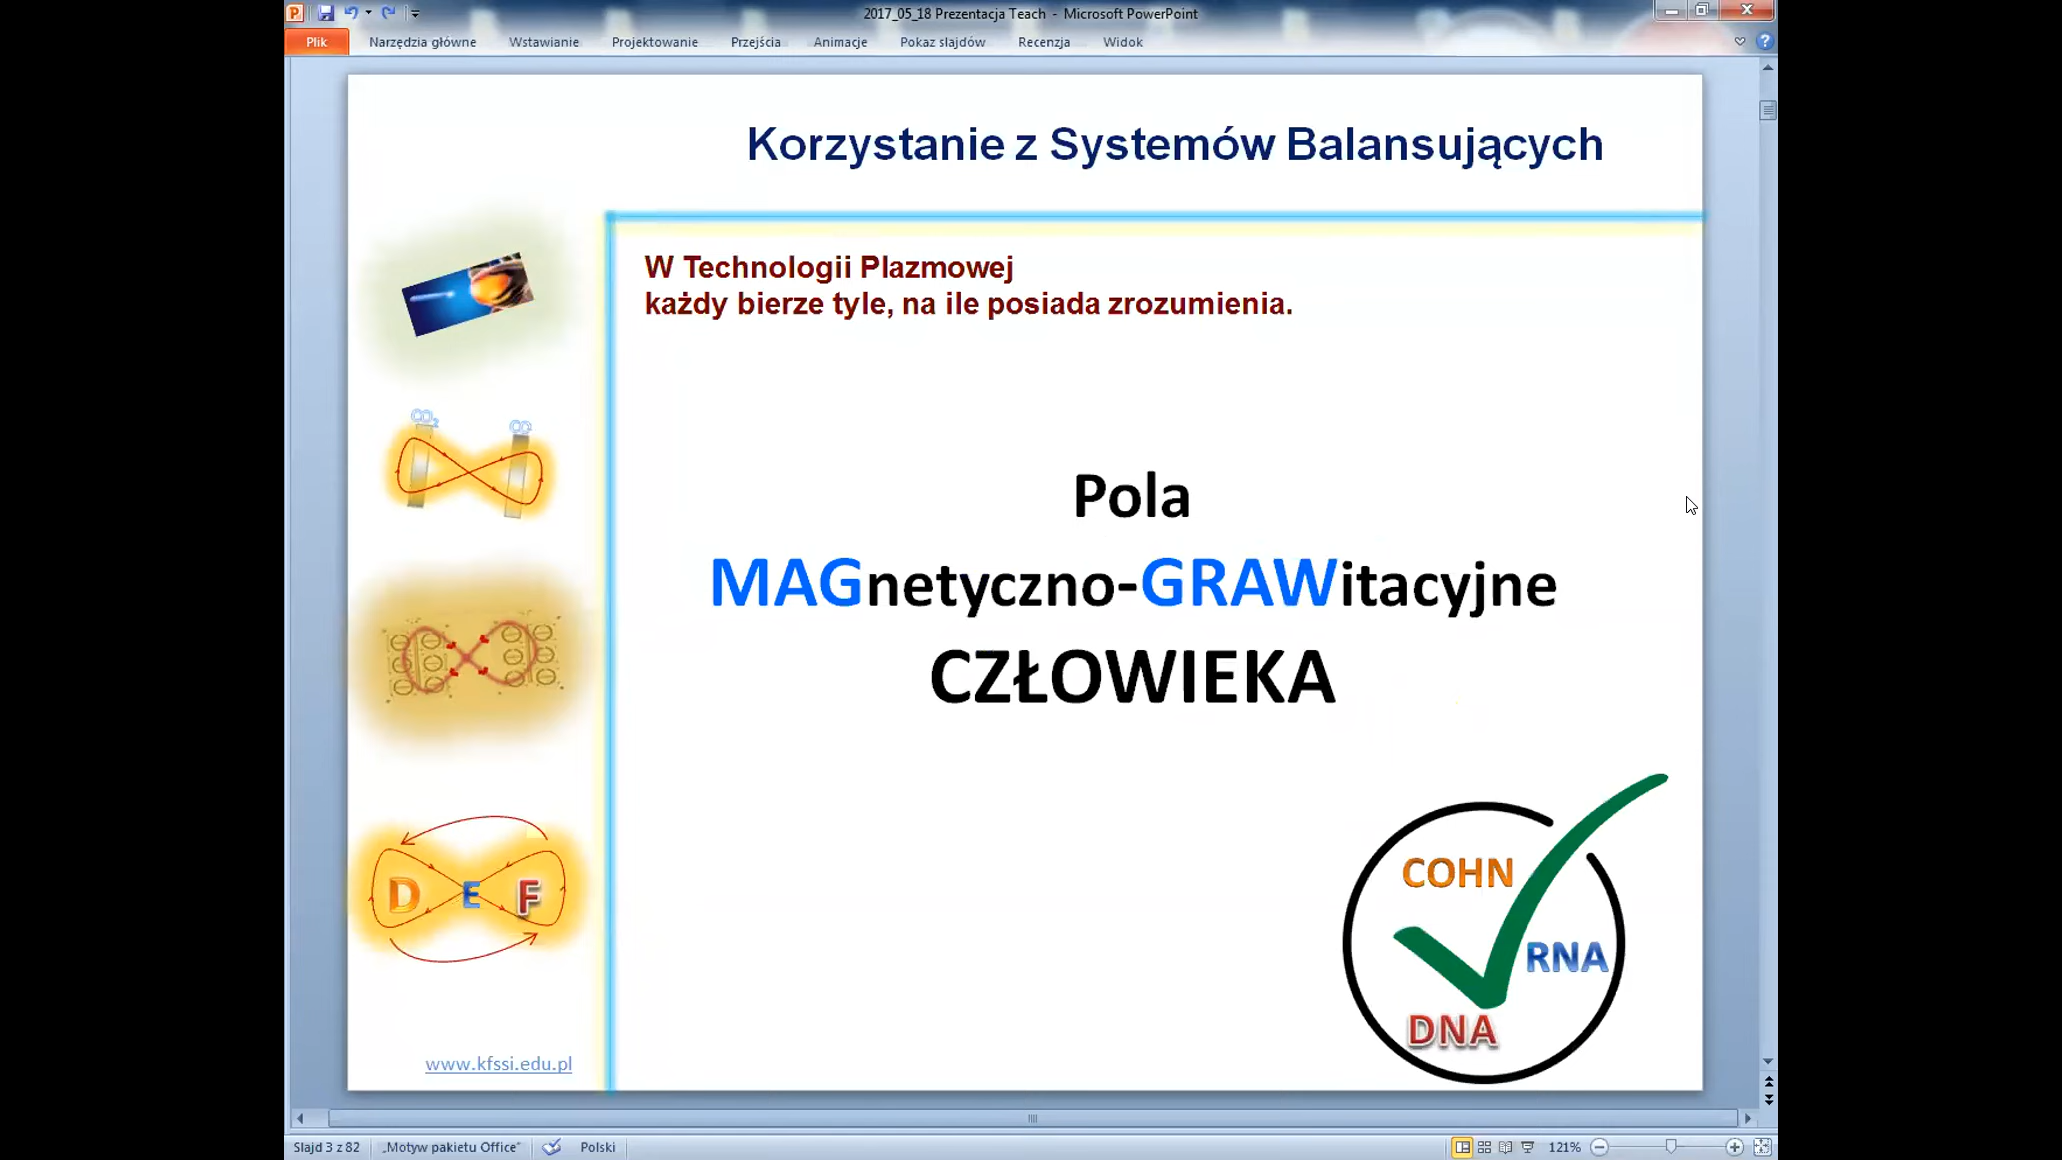 2017_05_18 Prezentacja Teach - Microsoft PowerPoint
Plik Narzędzia główne Wstawianie Projektowanie Przejścia Animacje Pokaz slajdów Recenzja Widok
Korzystanie z Systemów Balansujących
W Technologii Plazmowej
każdy bierze tyle, na ile posiada zrozumienia.
CO2 CO
Pola
MAGnetyczno-GRAWitacyjne
CZŁOWIEKA
D E F
COHN
RNA
DNA
www.kfssi.edu.pl
Slajd 3 z 82 „Motyw pakietu Office” Polski 121%